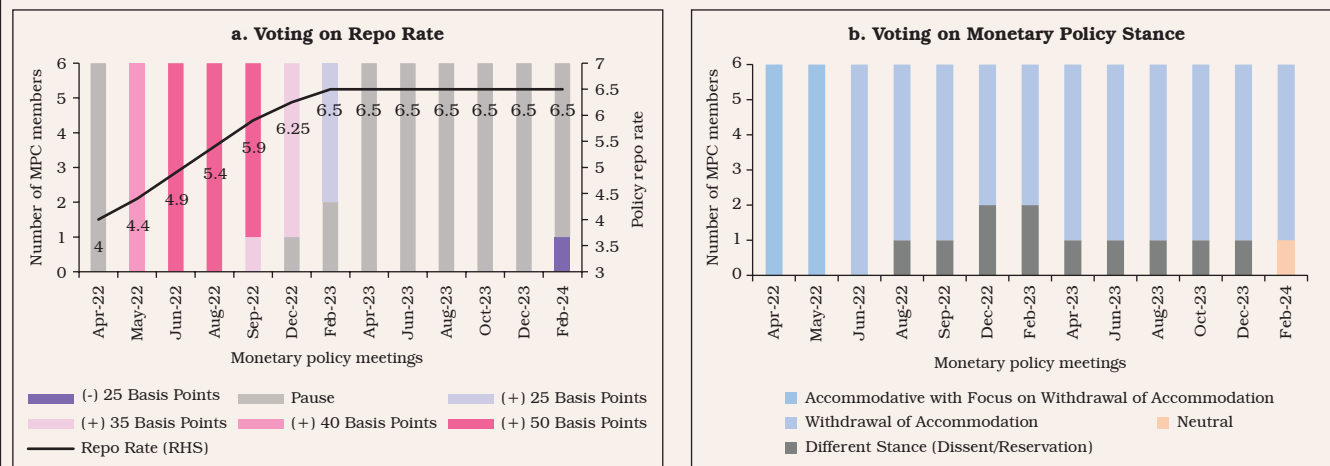 a. Voting on Repo Rate
Number of MPC members
6
5
4
3
2
1
0
7
6.5
6
5.5
5
4.5
4
3.5
3
Policy repo rate
4
4.4
4.9
5.4
5.9
6.25
6.5
6.5
6.5
6.5
6.5
6.5
6.5
Apr-22
May-22
Jun-22
Aug-22
Sep-22
Dec-22
Feb-23
Apr-23
Jun-23
Aug-23
Oct-23
Dec-23
Feb-24
Monetary policy meetings
(-) 25 Basis Points
Pause
(+) 25 Basis Points
(+) 35 Basis Points
(+) 40 Basis Points
(+) 50 Basis Points
Repo Rate (RHS)
b. Voting on Monetary Policy Stance
Number of MPC members
6
5
4
3
2
1
0
Apr-22
May-22
Jun-22
Aug-22
Sep-22
Dec-22
Feb-23
Apr-23
Jun-23
Aug-23
Oct-23
Dec-23
Feb-24
Monetary policy meetings
Accommodative with Focus on Withdrawal of Accommodation
Withdrawal of Accommodation
Neutral
Different Stance (Dissent/Reservation)